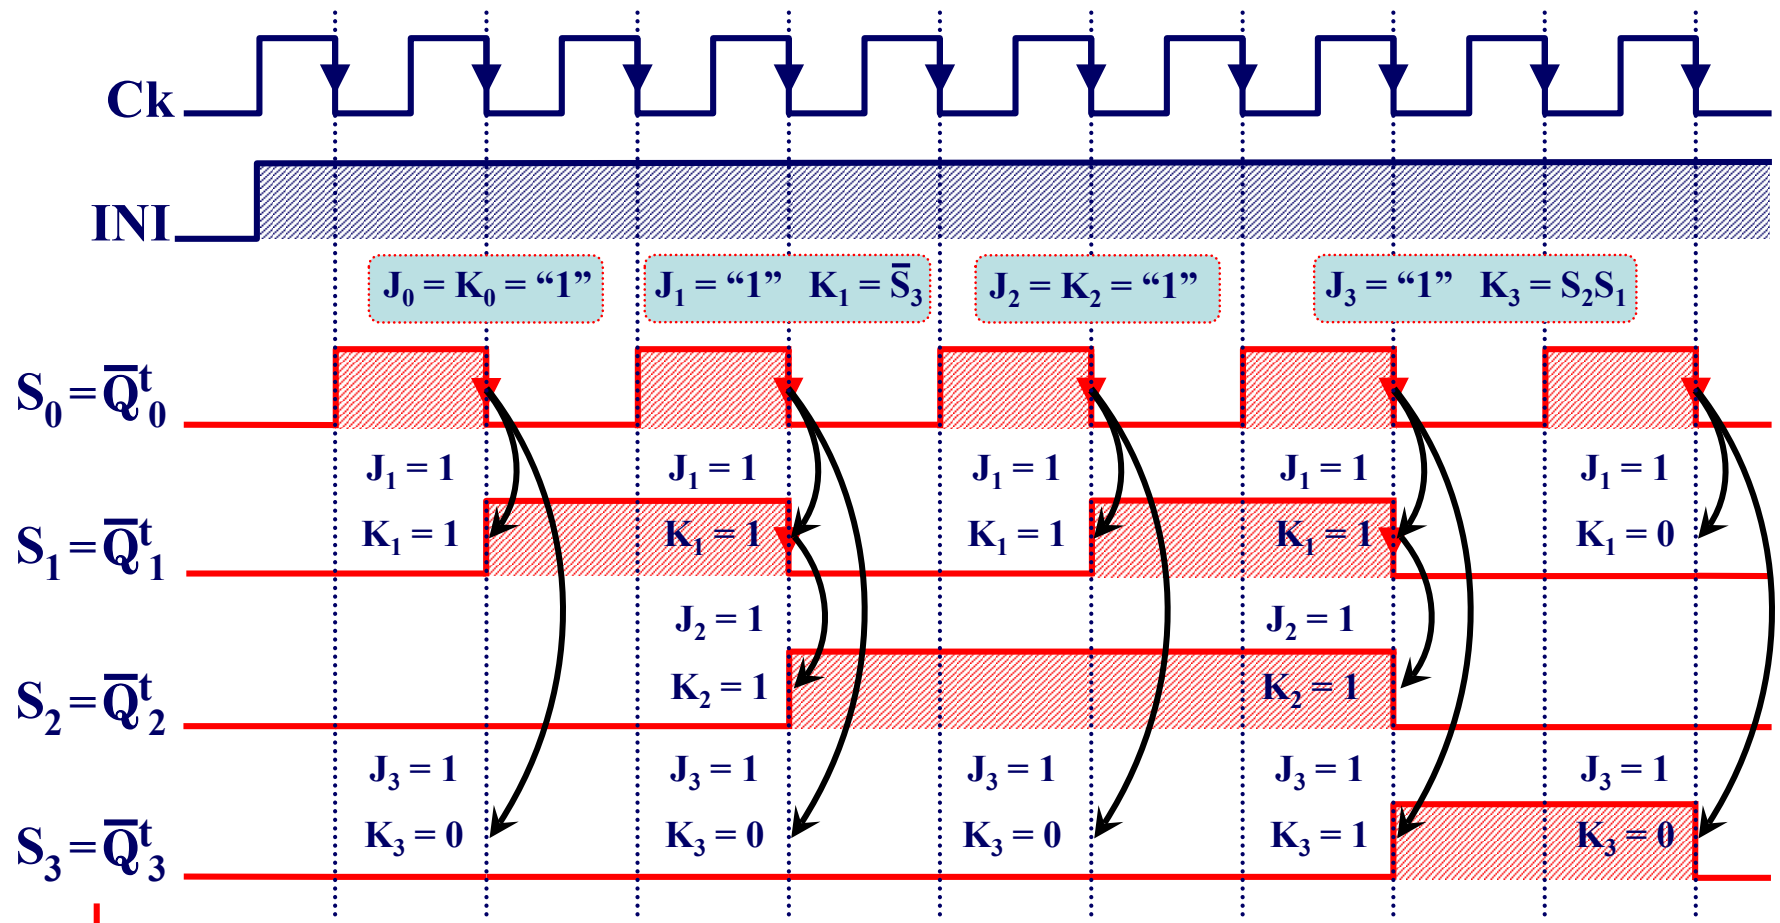 Ck
INI
J₀ = K₀ = “1”
J₁ = “1” K₁ = S̅₃
J₂ = K₂ = “1”
J₃ = “1” K₃ = S₂S₁
S₀ = Q̅ᵗ₀
J₁ = 1 J₁ = 1 J₁ = 1 J₁ = 1 J₁ = 1
K₁ = 1 K₁ = 1 K₁ = 1 K₁ = 1 K₁ = 0
S₁ = Q̅ᵗ₁
J₂ = 1 J₂ = 1
K₂ = 1 K₂ = 1
S₂ = Q̅ᵗ₂
J₃ = 1 J₃ = 1 J₃ = 1 J₃ = 1 J₃ = 1
K₃ = 0 K₃ = 0 K₃ = 0 K₃ = 1 K₃ = 0
S₃ = Q̅ᵗ₃